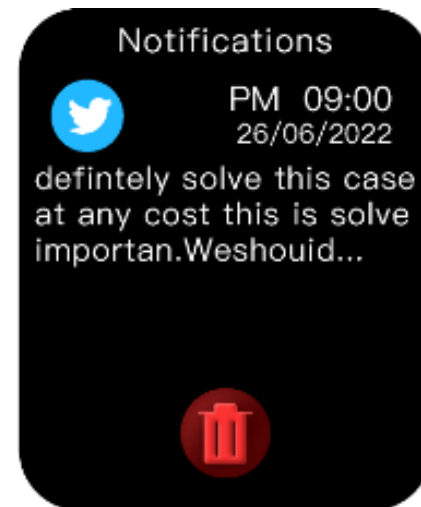 Notifications
PM 09:00
26/06/2022
defintely solve this case
at any cost this is solve
importan.Weshouid...